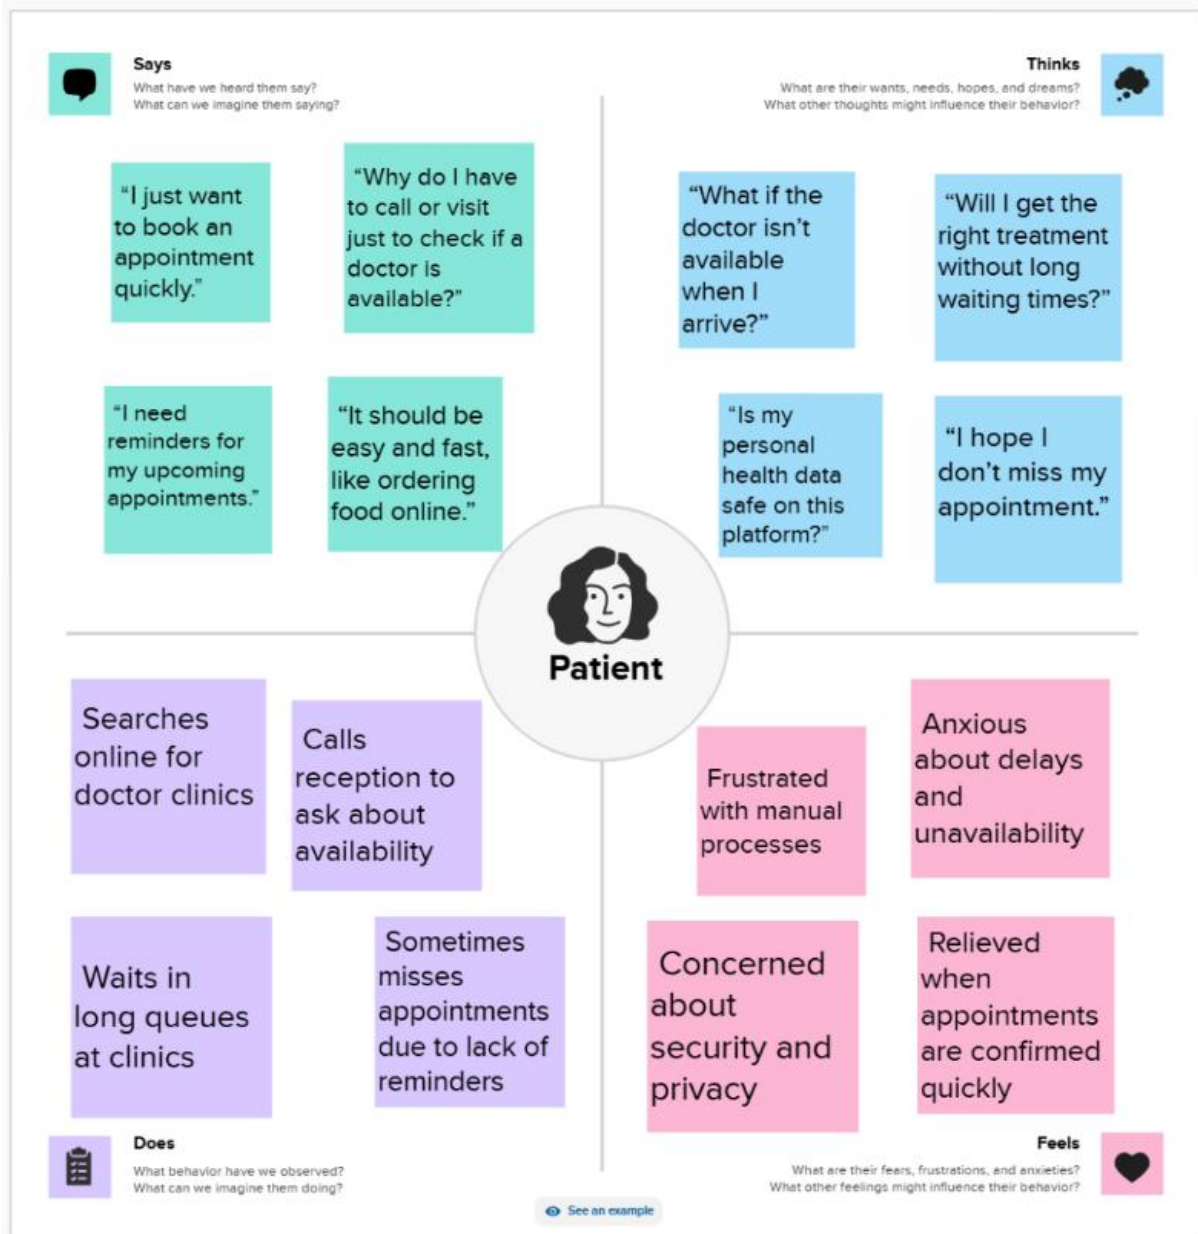 Says
What have we heard them say?
What can we imagine them saying?
Thinks
What are their wants, needs, hopes, and dreams?
What other thoughts might influence their behavior?
“I just want
to book an
appointment
quickly.”
“Why do I have
to call or visit
just to check if a
doctor is
available?”
“What if the
doctor isn’t
available
when I
arrive?”
“Will I get the
right treatment
without long
waiting times?”
“I need
reminders for
my upcoming
appointments.”
“It should be
easy and fast,
like ordering
food online.”
“Is my
personal
health data
safe on this
platform?”
“I hope I
don’t miss my
appointment.”
Patient
Searches
online for
doctor clinics
Calls
reception to
ask about
availability
Frustrated
with manual
processes
Anxious
about delays
and
unavailability
Waits in
long queues
at clinics
Sometimes
misses
appointments
due to lack of
reminders
Concerned
about
security and
privacy
Relieved
when
appointments
are confirmed
quickly
Does
What behavior have we observed?
What can we imagine them doing?
Feels
What are their fears, frustrations, and anxieties?
What other feelings might influence their behavior?
See an example